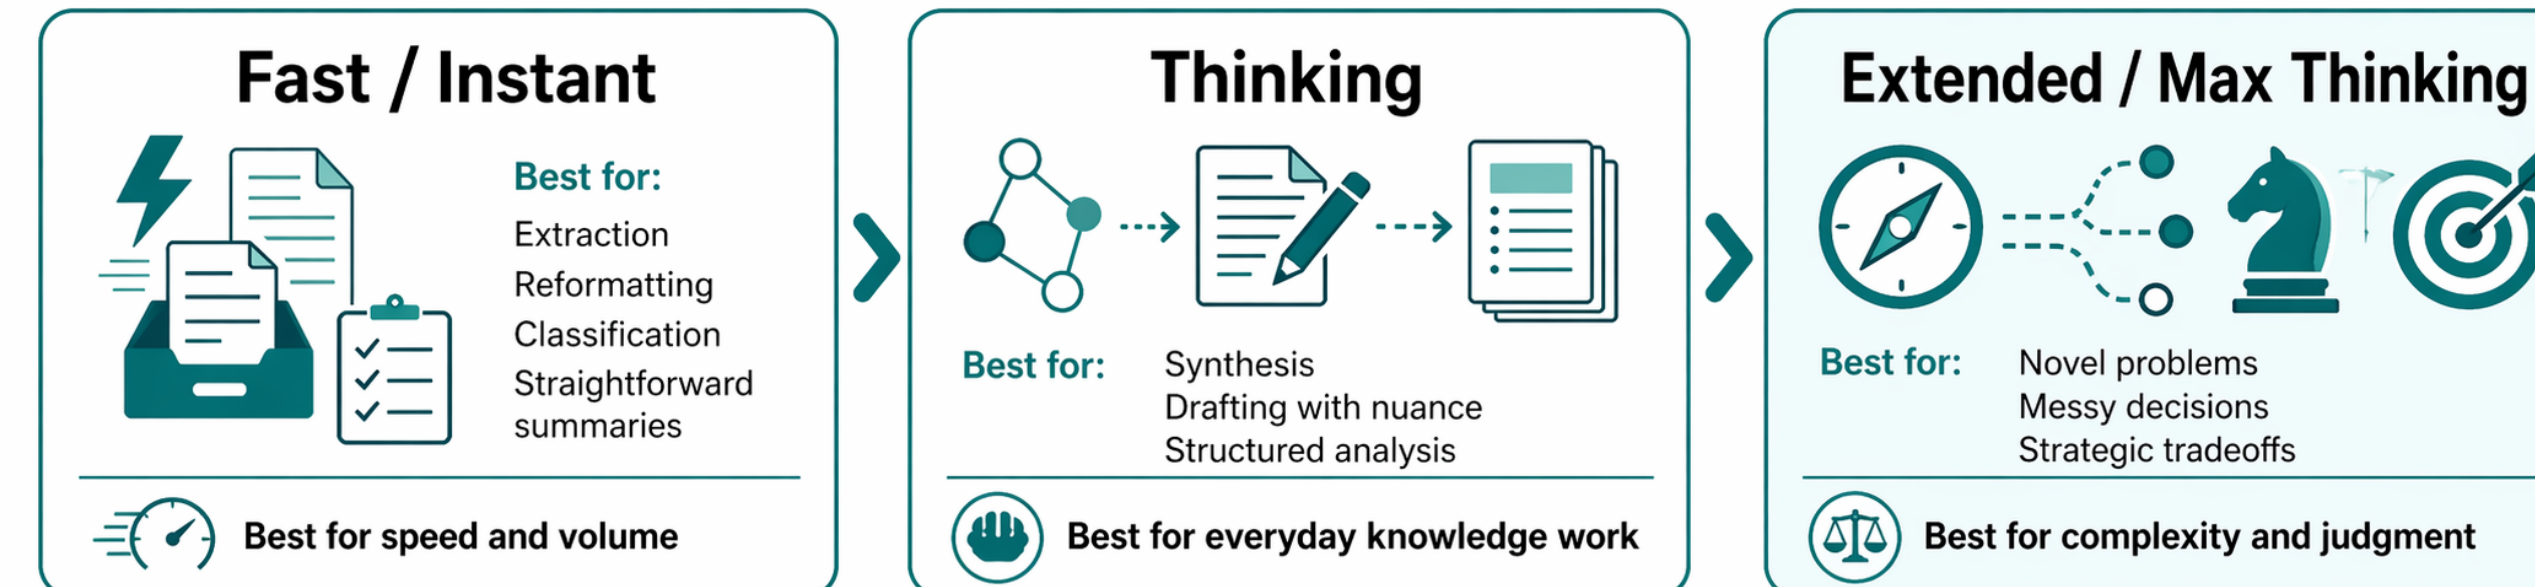 Fast / Instant
Best for:
Extraction
Reformatting
Classification
Straightforward
summaries
Best for speed and volume
Thinking
Best for:
Synthesis
Drafting with nuance
Structured analysis
Best for everyday knowledge work
Extended / Max Thinking
Best for:
Novel problems
Messy decisions
Strategic tradeoffs
Best for complexity and judgment